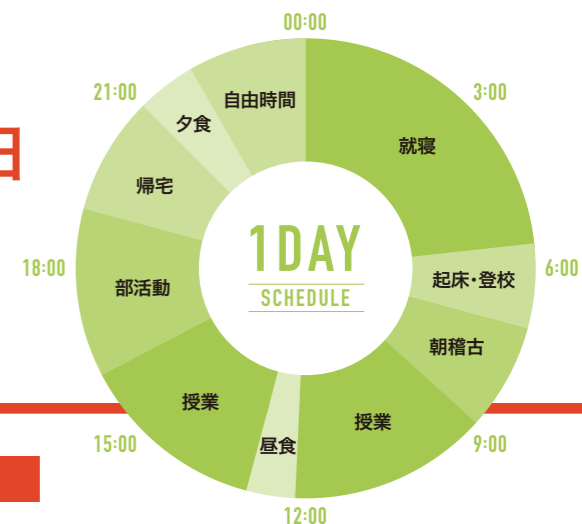 00:00
3:00
6:00
9:00
12:00
15:00
18:00
21:00
就寝
起床・登校
朝稽古
授業
昼食
授業
部活動
帰宅
夕食
自由時間
1DAY
SCHEDULE